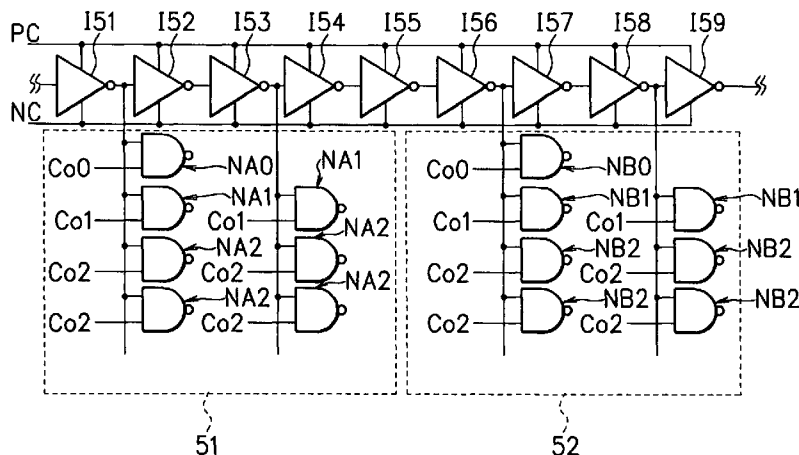 I51 I52 I53 I54 I55 I56 I57 I58 I59
PC
NC
Co0 NA0 NA1 Co0 NB0
Co1 NA1 Co1 NA2 Co1 NB1 Co1 NB1
Co2 NA2 Co2 NA2 Co2 NB2 Co2 NB2
Co2 NA2 Co2 Co2 NB2 Co2 NB2
51 52